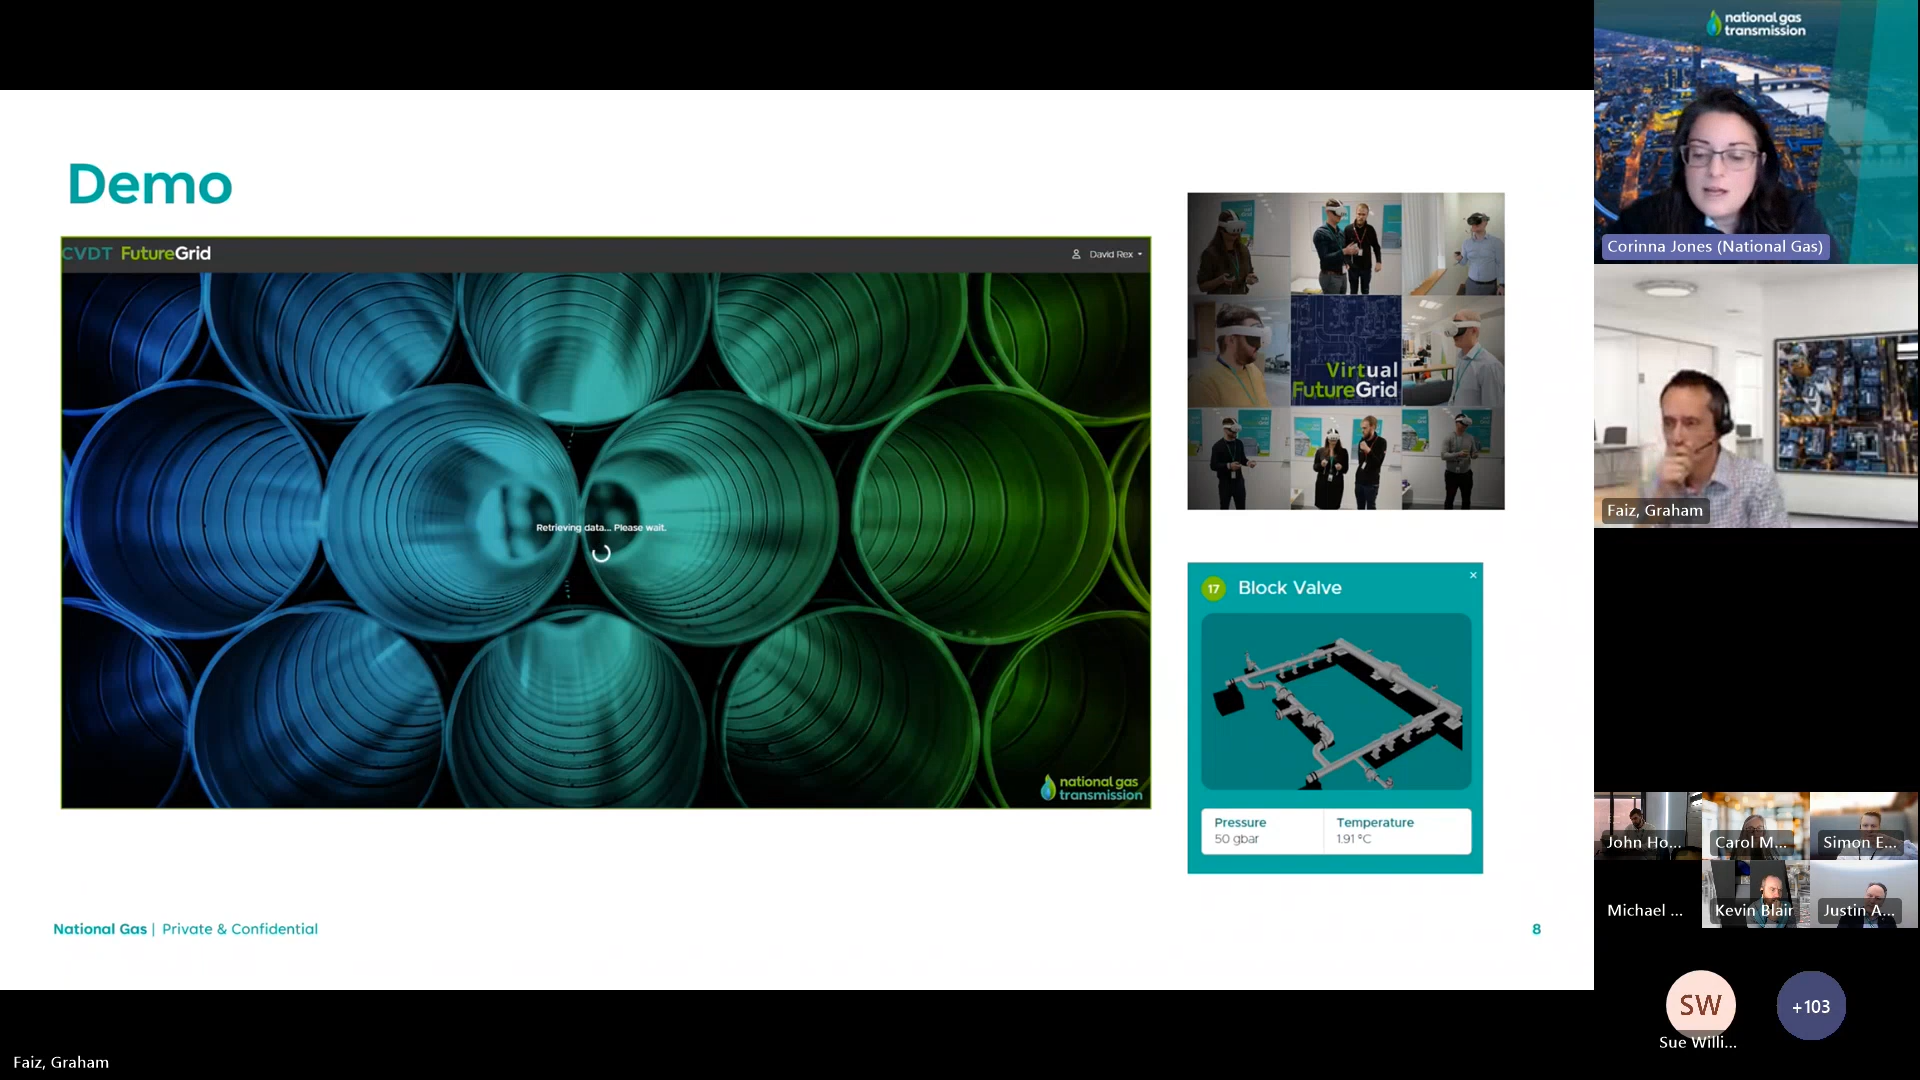 Demo
CVDT FutureGrid
David Rex
Retrieving data... Please wait.
national gas
transmission
Virtual
FutureGrid
17 Block Valve
Pressure
50 gbar
Temperature
1.91 ºC
National Gas | Private & Confidential
8
national gas
transmission
Corinna Jones (National Gas)
Faiz, Graham
John Ho...
Carol M...
Simon E...
Michael ...
Kevin Blair
Justin A...
SW
+103
Sue Willi...
Faiz, Graham